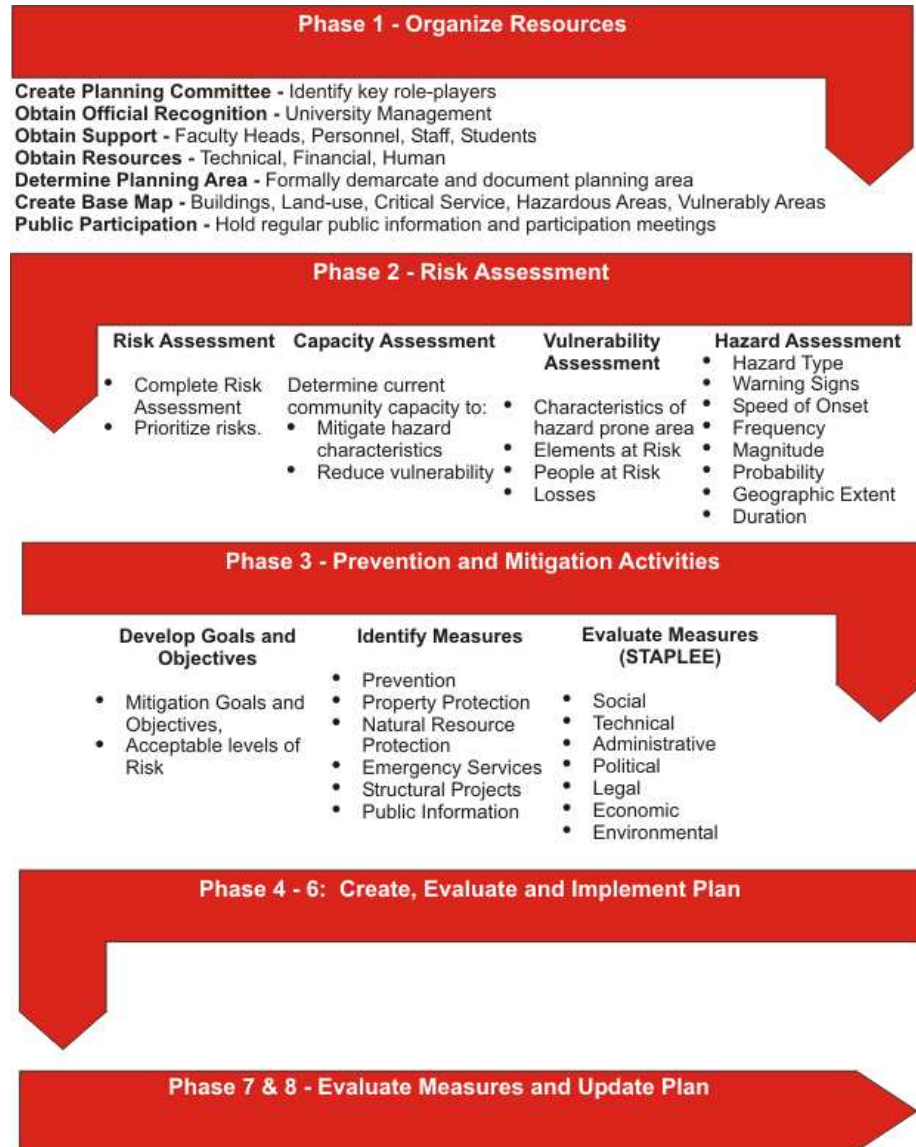 Phase 1 - Organize Resources
Create Planning Committee - Identify key role-players
Obtain Official Recognition - University Management
Obtain Support - Faculty Heads, Personnel, Staff, Students
Obtain Resources - Technical, Financial, Human
Determine Planning Area - Formally demarcate and document planning area
Create Base Map - Buildings, Land-use, Critical Service, Hazardous Areas, Vulnerably Areas
Public Participation - Hold regular public information and participation meetings
Phase 2 - Risk Assessment
Risk Assessment
• Complete Risk
Assessment
• Prioritize risks.
Capacity Assessment
Determine current
community capacity to:
• Mitigate hazard
characteristics
• Reduce vulnerability
Vulnerability
Assessment
• Characteristics of
hazard prone area
• Elements at Risk
• People at Risk
• Losses
Hazard Assessment
• Hazard Type
• Warning Signs
• Speed of Onset
• Frequency
• Magnitude
• Probability
• Geographic Extent
• Duration
Phase 3 - Prevention and Mitigation Activities
Develop Goals and
Objectives
• Mitigation Goals and
Objectives,
• Acceptable levels of
Risk
Identify Measures
• Prevention
• Property Protection
• Natural Resource
Protection
• Emergency Services
• Structural Projects
• Public Information
Evaluate Measures
(STAPLEE)
• Social
• Technical
• Administrative
• Political
• Legal
• Economic
• Environmental
Phase 4 - 6: Create, Evaluate and Implement Plan
Phase 7 & 8 - Evaluate Measures and Update Plan